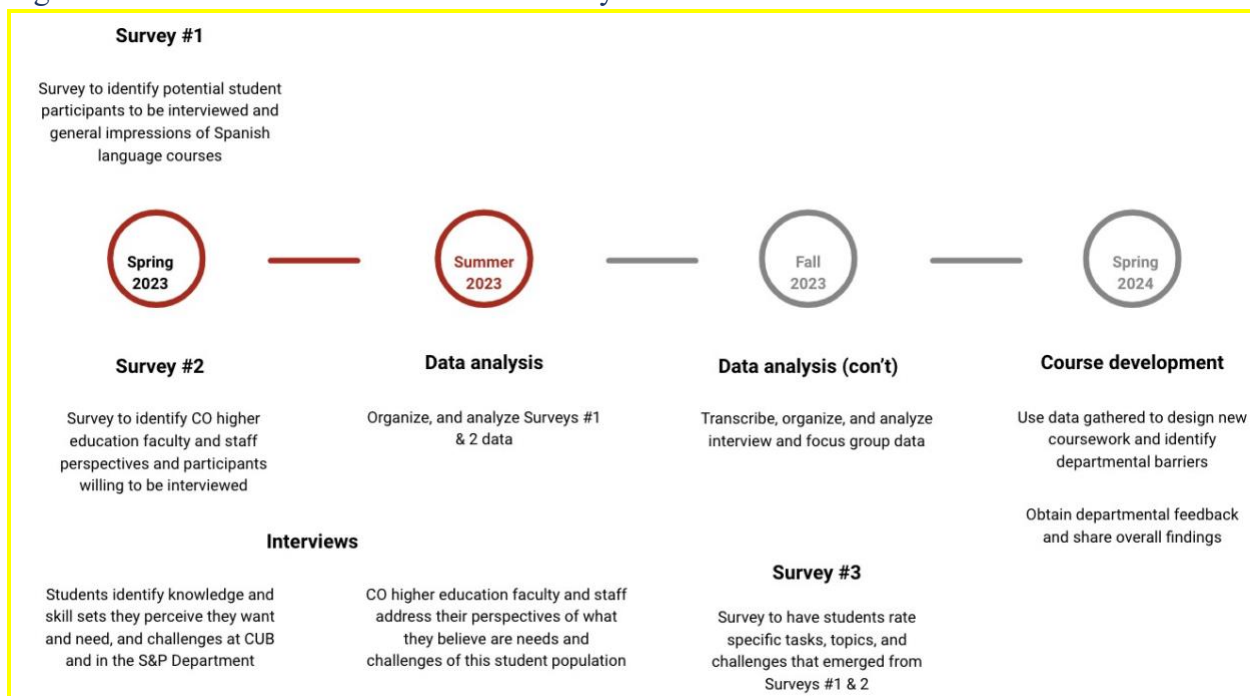 Survey #1
Survey to identify potential student
participants to be interviewed and
general impressions of Spanish
language courses
Spring
2023
Summer
2023
Fall
2023
Spring
2024
Survey #2
Survey to identify CO higher
education faculty and staff
perspectives and participants
willing to be interviewed
Data analysis
Organize, and analyze Surveys #1
& 2 data
Data analysis (con't)
Transcribe, organize, and analyze
interview and focus group data
Course development
Use data gathered to design new
coursework and identify
departmental barriers
Obtain departmental feedback
and share overall findings
Interviews
Students identify knowledge and
skill sets they perceive they want
and need, and challenges at CUB
and in the S&P Department
CO higher education faculty and staff
address their perspectives of what
they believe are needs and
challenges of this student population
Survey #3
Survey to have students rate
specific tasks, topics, and
challenges that emerged from
Surveys #1 & 2